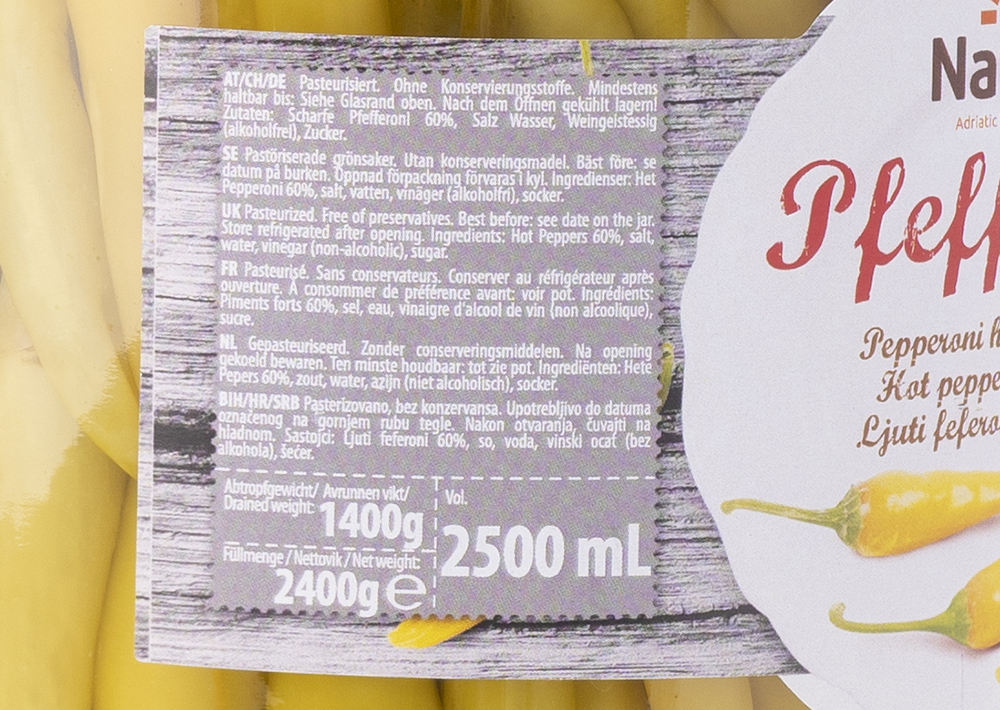 AT/CH/DE Pasteurisiert. Ohne Konservierungsstoffe. Mindestens
haltbar bis: Siehe Glasrand oben. Nach dem Öffnen gekühlt lagern!
Zutaten: Scharfe Pfefferoni 60%, Salz Wasser, Weingelstessig
(alkoholfrei), Zucker.
SE Pastöriserade grönsaker. Utan konserveringsmadel. Bäst före: se
datum på burken. Öppnad förpackning förvaras i kyl. Ingredienser: Het
Pepperoni 60%, salt, vatten, vinäger (alkoholfri), socker.
UK Pasteurized. Free of preservatives. Best before: see date on the jar.
Store refrigerated after opening. Ingredients: Hot Peppers 60%, salt,
water, vinegar (non-alcoholic), sugar.
FR Pasteurisé. Sans conservateurs. Conserver au réfrigérateur après
ouverture. À consommer de préférence avant: voir pot. Ingrédients:
Piments forts 60%, sel, eau, vinaigre d'alcool de vin (non alcoolique),
sucre.
NL Gepasteuriseerd. Zonder conserveringsmiddelen. Na opening
gekoeld bewaren. Ten minste houdbaar: tot zie pot. Ingrediënten: Hete
Pepers 60%, zout, water, azijn (niet alcoholisch), socker.
BIH/HR/SRB Pasterizovano, bez konzervansa. Upotrebljivo do datuma
označenog na gornjem rubu tegle. Nakon otvaranja, čuvajti na
hladnom. Sastojci: Ljuti feferoni 60%, so, voda, vinski ocat (bez
alkohola), šećer.
Abtropfgewicht/ Avrunnen vikt/
Drained weight: 1400g
Füllmenge / Nettovik / Net weight:
2400g e
Vol.
2500 mL
Na
Adriatic
Pfeff
Pepperoni h
Hot peppe
Ljuti fefero